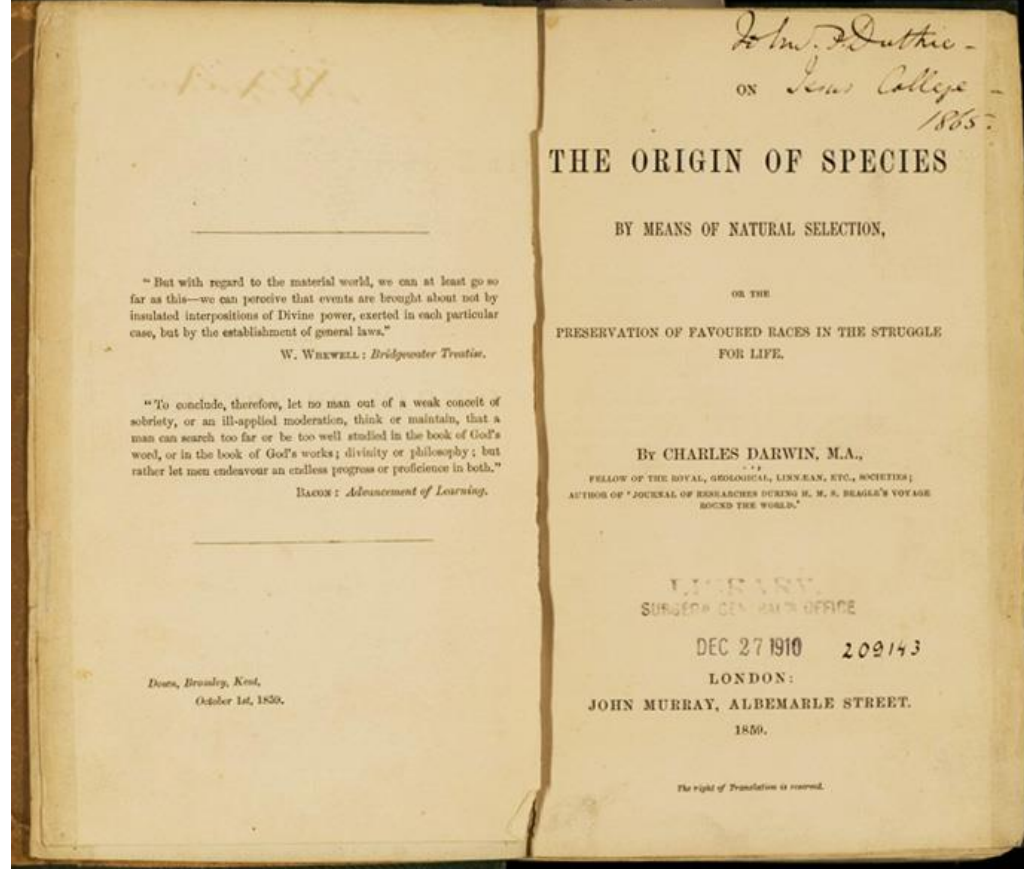 " But with regard to the material world, we can at least go so
far as this—we can perceive that events are brought about not by
insulated interpositions of Divine power, exerted in each particular
case, but by the establishment of general laws."
W. WHEWELL : Bridgewater Treatise.
" To conclude, therefore, let no man out of a weak conceit of
sobriety, or an ill-applied moderation, think or maintain, that a
man can search too far or be too well studied in the book of God's
word, or in the book of God's works ; divinity or philosophy ; but
rather let men endeavour an endless progress or proficience in both."
BACON : Advancement of Learning.
Down, Bromley, Kent,
October 1st, 1859.
John. P. Duthie -
ON Jesus College -
1865.
THE ORIGIN OF SPECIES
BY MEANS OF NATURAL SELECTION,
OR THE
PRESERVATION OF FAVOURED RACES IN THE STRUGGLE
FOR LIFE.
BY CHARLES DARWIN, M.A.,
FELLOW OF THE ROYAL, GEOLOGICAL, LINNÆAN, ETC., SOCIETIES ;
AUTHOR OF ' JOURNAL OF RESEARCHES DURING H. M. S. BEAGLE'S VOYAGE
ROUND THE WORLD.'
LIBRARY
SURGEON GENERAL'S OFFICE
DEC 27 1910 209143
LONDON:
JOHN MURRAY, ALBEMARLE STREET.
1859.
The right of Translation is reserved.